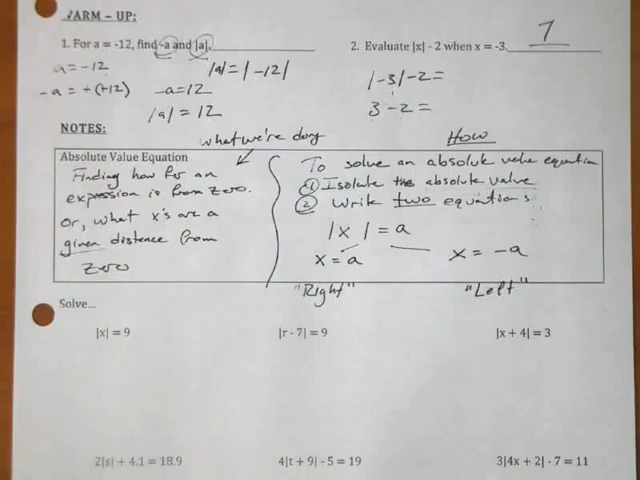 WARM – UP:
1. For a = -12, find -a and |a|.
2. Evaluate |x| - 2 when x = -3.
1
a = -12
|a| = |-12|
|-3| - 2 =
-a = +(+12)
-a = 12
3 - 2 =
|a| = 12
NOTES:
what we're doing
How
Absolute Value Equation
Finding how far an
expression is from zero.
or, what x's are a
given distance from
zero
To solve an absolute value equation
① Isolate the absolute value
② Write two equations.
|x| = a
x = a
x = -a
"Right"
"Left"
Solve...
|x| = 9
|r - 7| = 9
|x + 4| = 3
2|s| + 4.1 = 18.9
4|t + 9| - 5 = 19
3|4x + 2| - 7 = 11